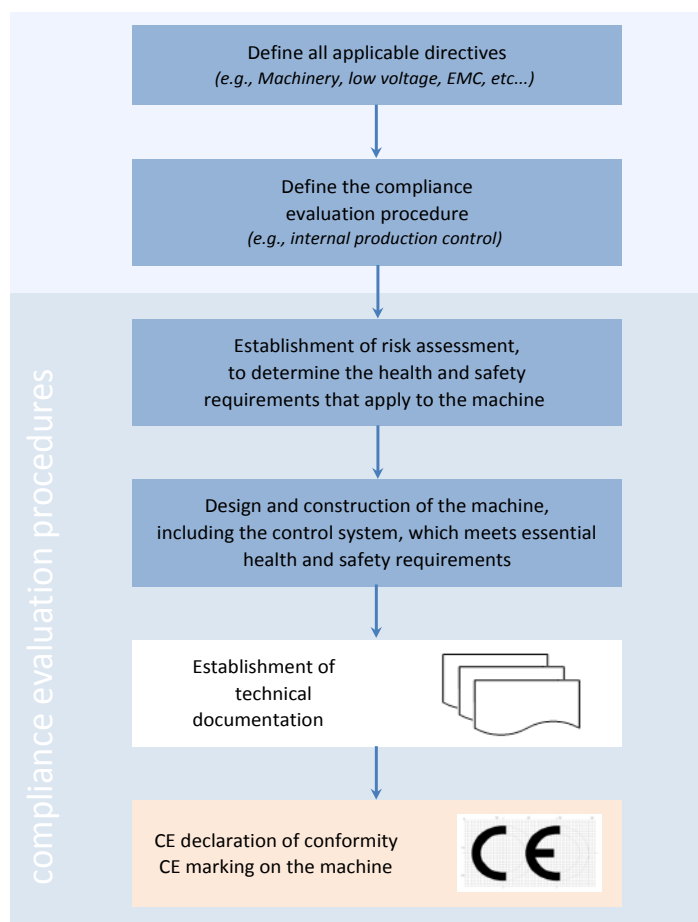 Define all applicable directives
(e.g., Machinery, low voltage, EMC, etc...)
Define the compliance
evaluation procedure
(e.g., internal production control)
compliance evaluation procedures
Establishment of risk assessment,
to determine the health and safety
requirements that apply to the machine
Design and construction of the machine,
including the control system, which meets essential
health and safety requirements
Establishment of
technical
documentation
CE declaration of conformity
CE marking on the machine
CE